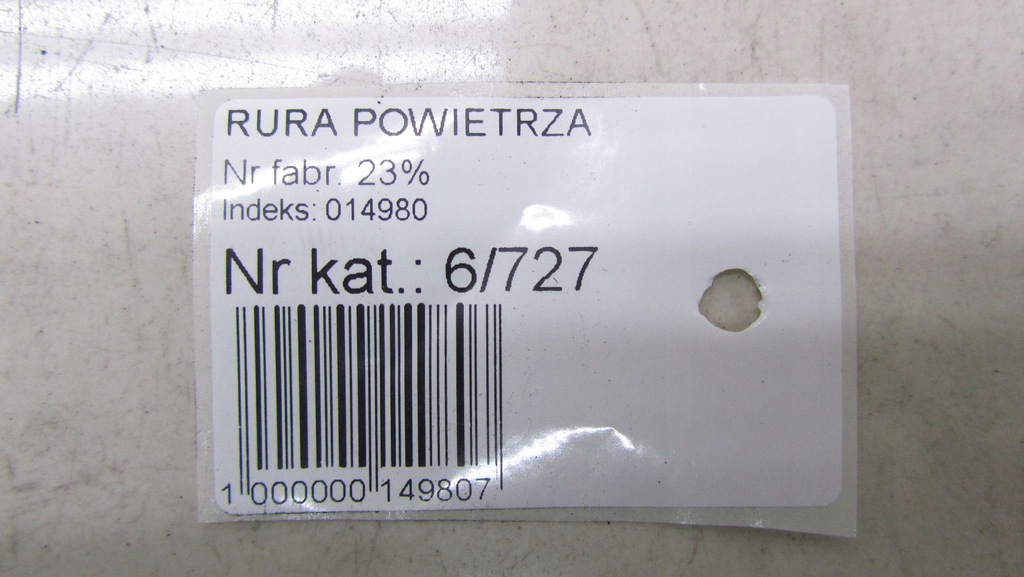 RURA POWIETRZA
Nr fabr. 23%
Indeks: 014980
Nr kat.: 6/727
1 000000 149807